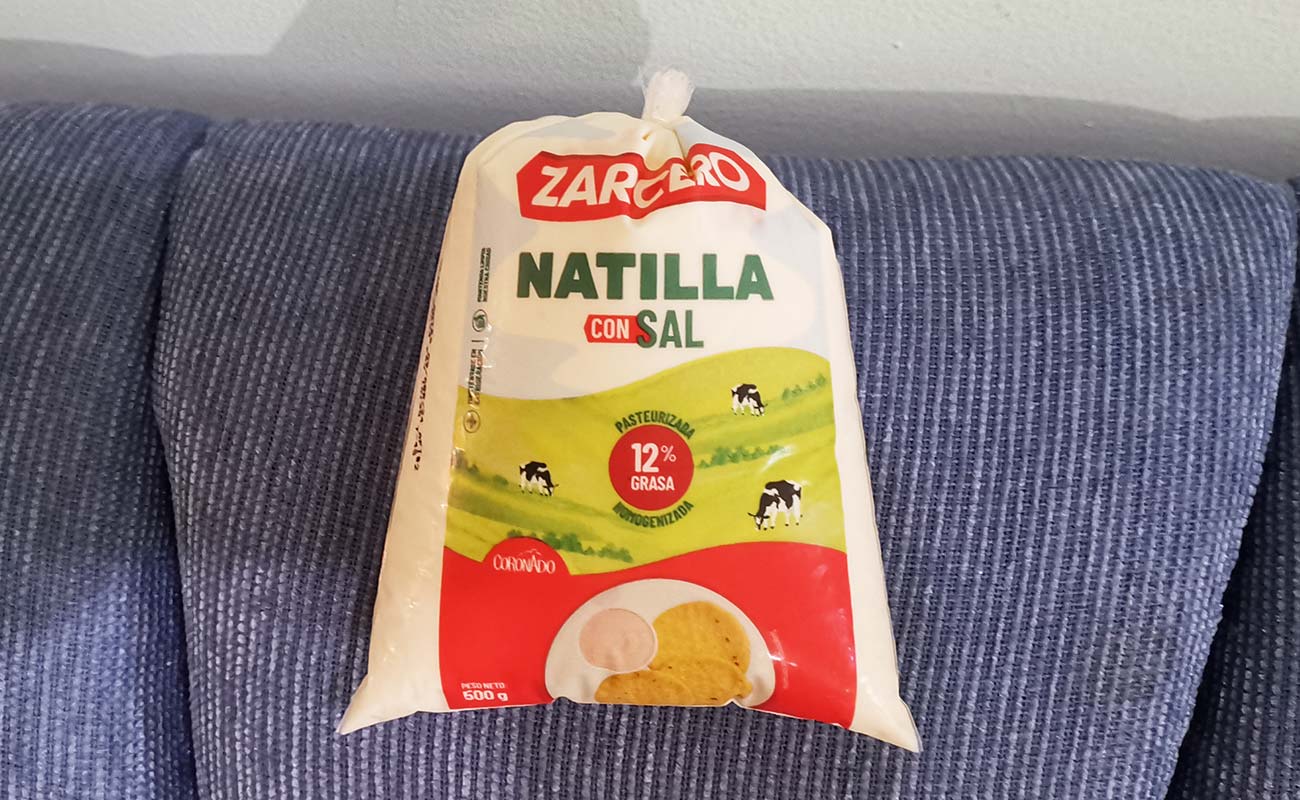 ZARCERO
NATILLA
CON SAL
PASTEURIZADA
12%
GRASA
HOMOGENIZADA
CORONADO
PESO NETO
500 g